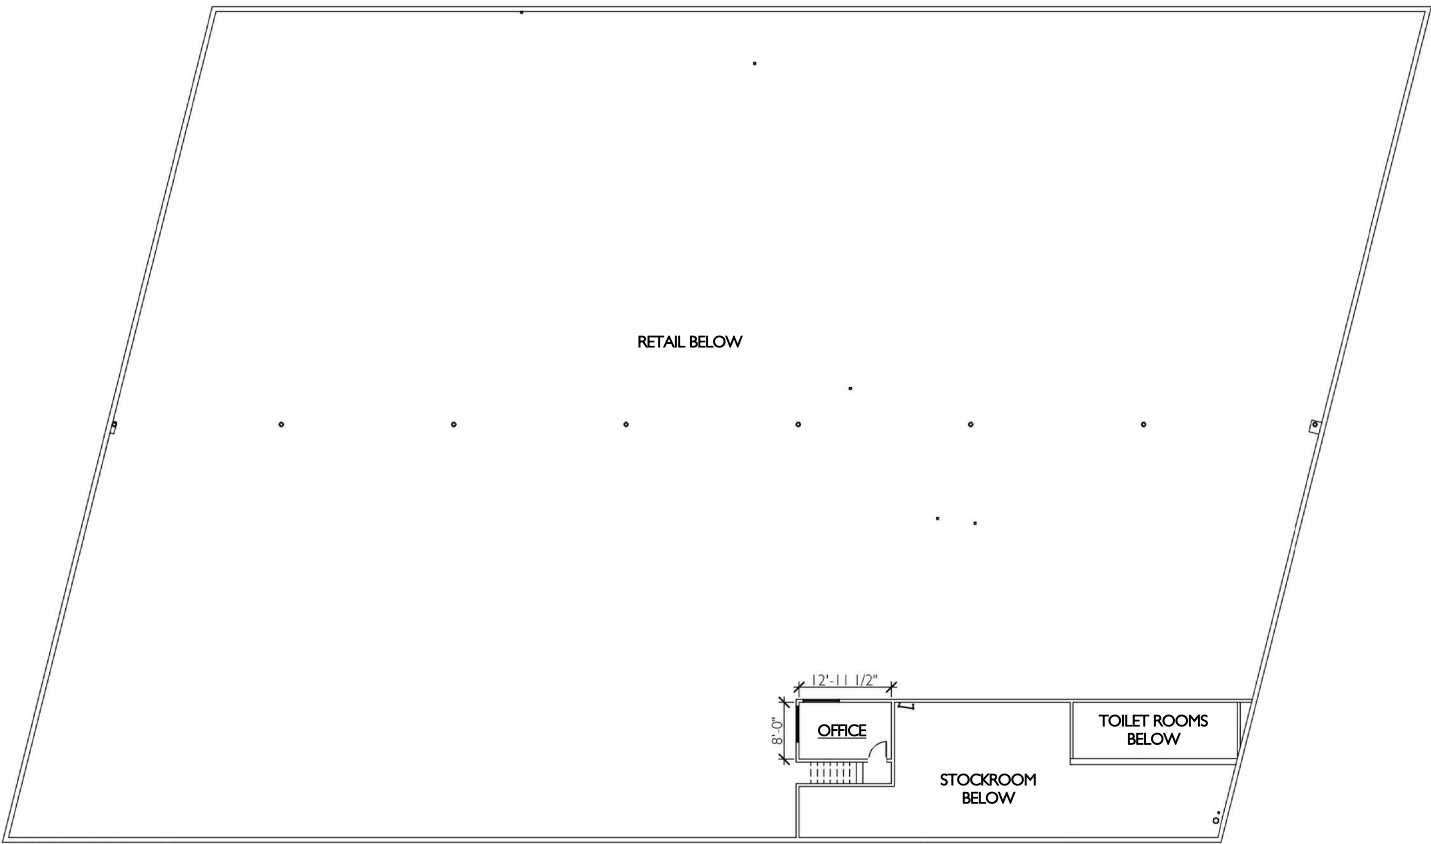 RETAIL BELOW
12'-11 1/2"
8'-0"
OFFICE
TOILET ROOMS
BELOW
STOCKROOM
BELOW